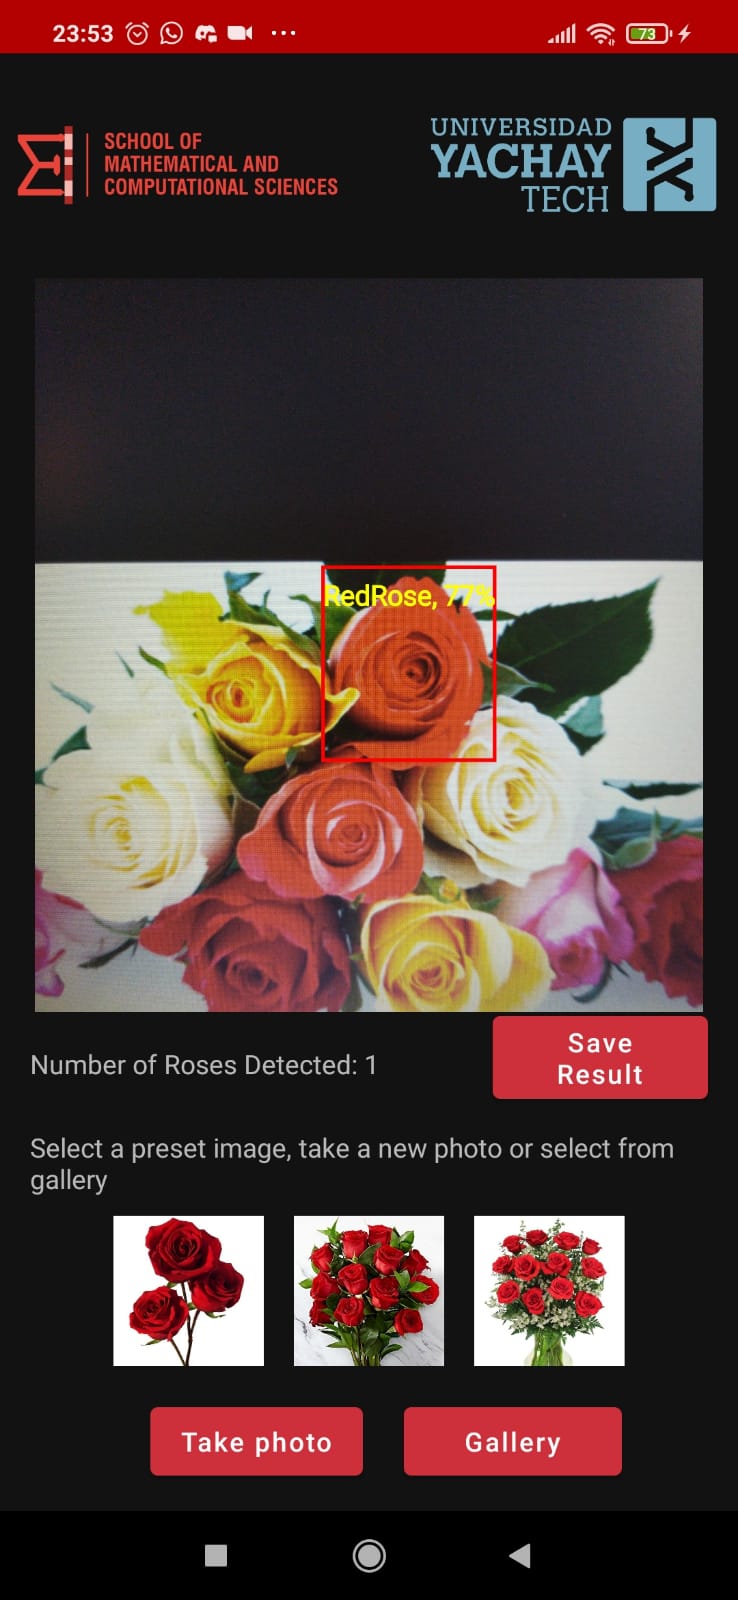 23:53
73
SCHOOL OF
MATHEMATICAL AND
COMPUTATIONAL SCIENCES
UNIVERSIDAD
YACHAY
TECH
RedRose, 77%
Number of Roses Detected: 1
Save
Result
Select a preset image, take a new photo or select from
gallery
Take photo
Gallery